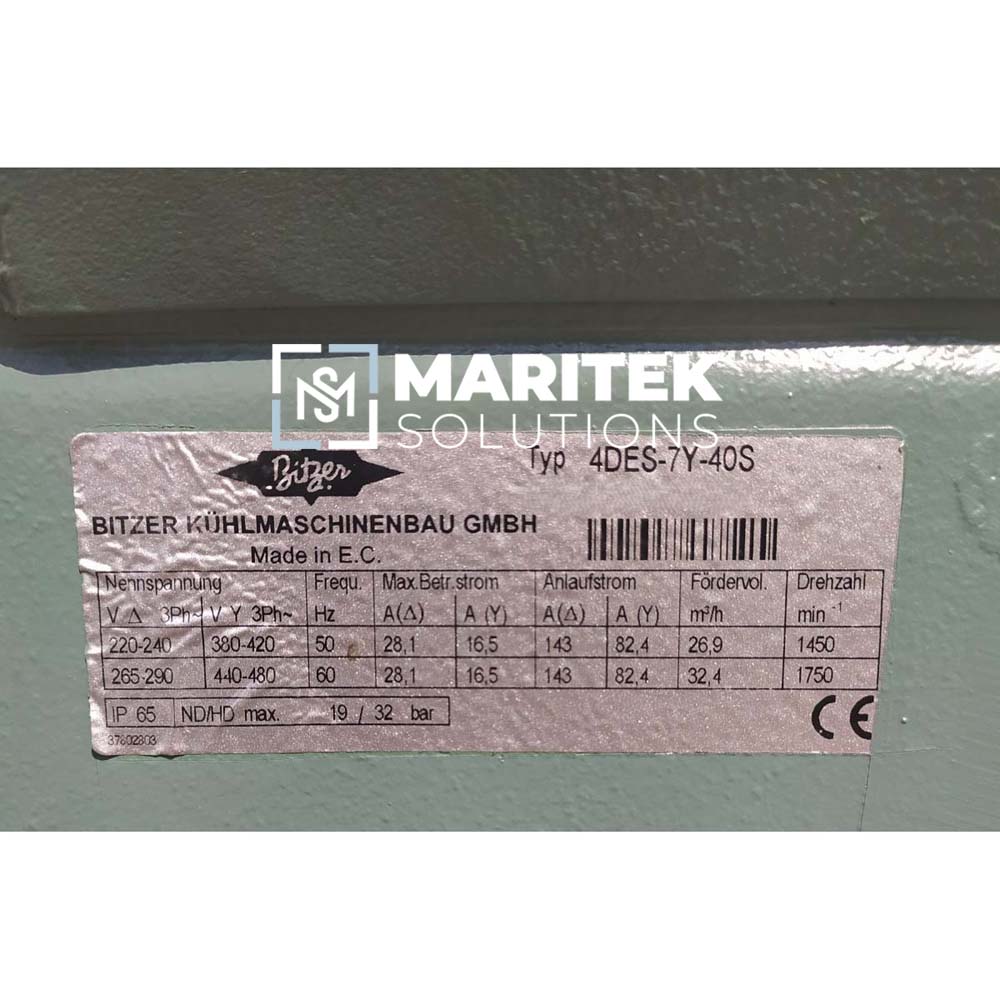 SM MARITEK
SOLUTIONS
Bitzer
Typ 4DES-7Y-40S
BITZER KÜHLMASCHINENBAU GMBH
Made in E.C.
Nennspannung Frequ. Max.Betr.strom Anlaufstrom Fördervol. Drehzahl
V Δ 3Ph~ V Y 3Ph~ Hz A(Δ) A (Y) A(Δ) A (Y) m³/h min⁻¹
220-240 380-420 50 28,1 16,5 143 82,4 26,9 1450
265-290 440-480 60 28,1 16,5 143 82,4 32,4 1750
IP 65 ND/HD max. 19 / 32 bar
CE
37802803